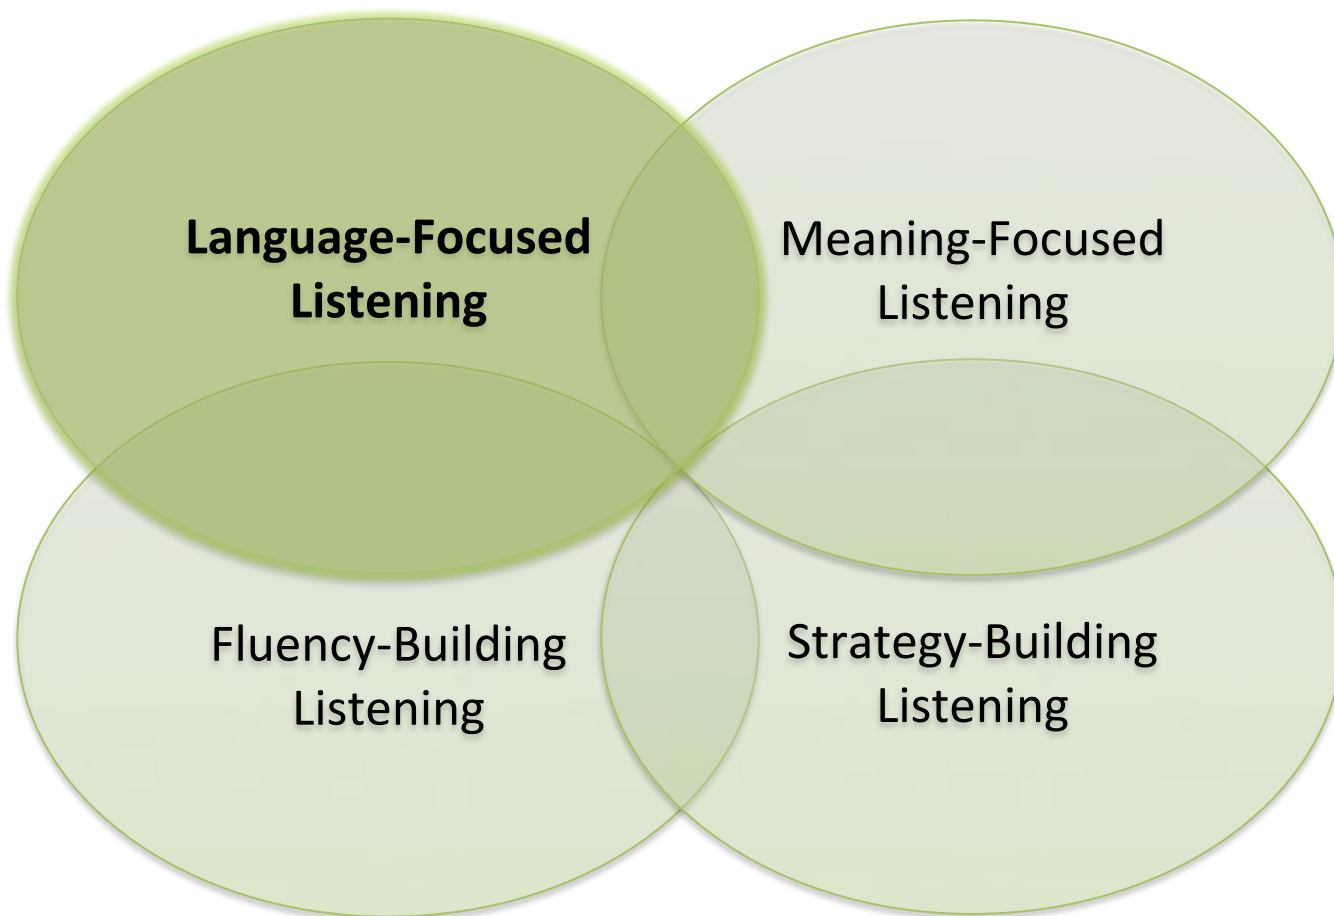 Language-Focused
Listening
Meaning-Focused
Listening
Fluency-Building
Listening
Strategy-Building
Listening